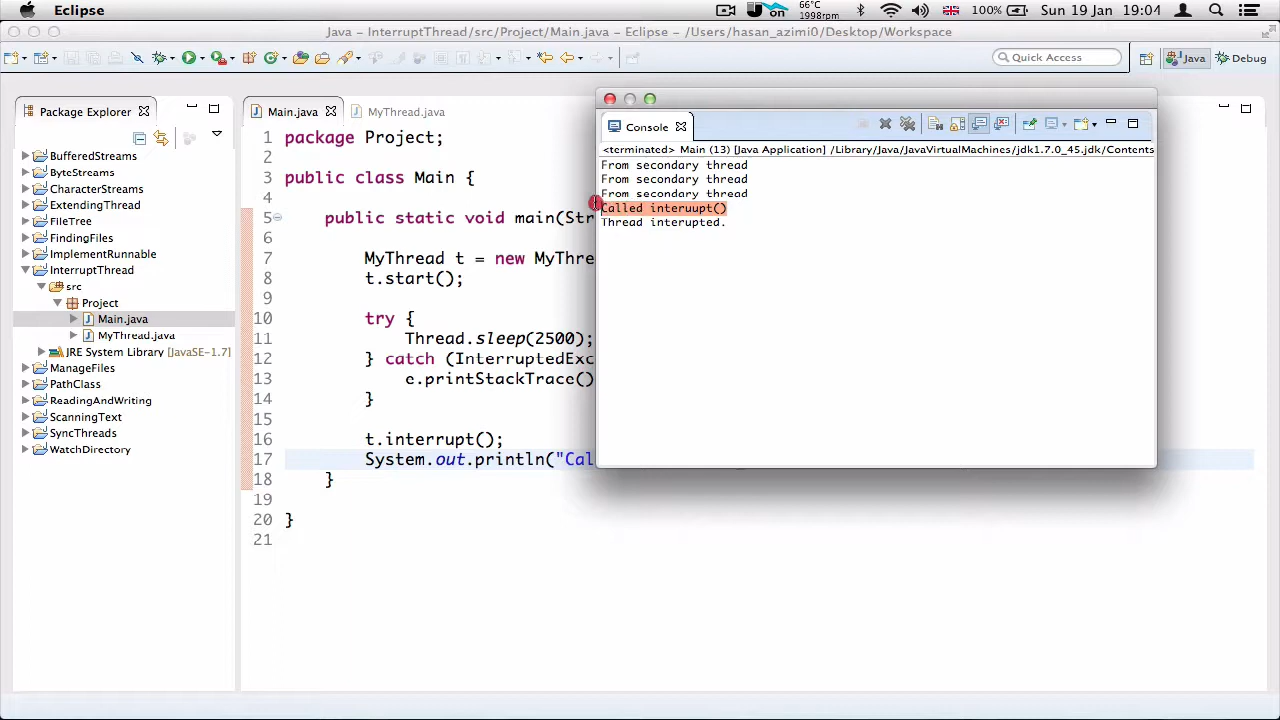 Eclipse
on
66°C
1998rpm
100%
Sun 19 Jan 19:04
Java – InterruptThread/src/Project/Main.java – Eclipse – /Users/hasan_azimi0/Desktop/Workspace
Quick Access
Java
Debug
Package Explorer
BufferedStreams
ByteStreams
CharacterStreams
ExtendingThread
FileTree
FindingFiles
ImplementRunnable
InterruptThread
src
Project
Main.java
MyThread.java
JRE System Library [JavaSE-1.7]
ManageFiles
PathClass
ReadingAndWriting
ScanningText
SyncThreads
WatchDirectory
Main.java
MyThread.java
1 package Project;
2
3 public class Main {
4
5 public static void main(Str
6
7 MyThread t = new MyThre
8 t.start();
9
10 try {
11 Thread.sleep(2500);
12 } catch (InterruptedExc
13 e.printStackTrace()
14 }
15
16 t.interrupt();
17 System.out.println("Cal
18 }
19
20 }
21
Console
<terminated> Main (13) [Java Application] /Library/Java/JavaVirtualMachines/jdk1.7.0_45.jdk/Contents
From secondary thread
From secondary thread
From secondary thread
Called interuupt()
Thread interupted.